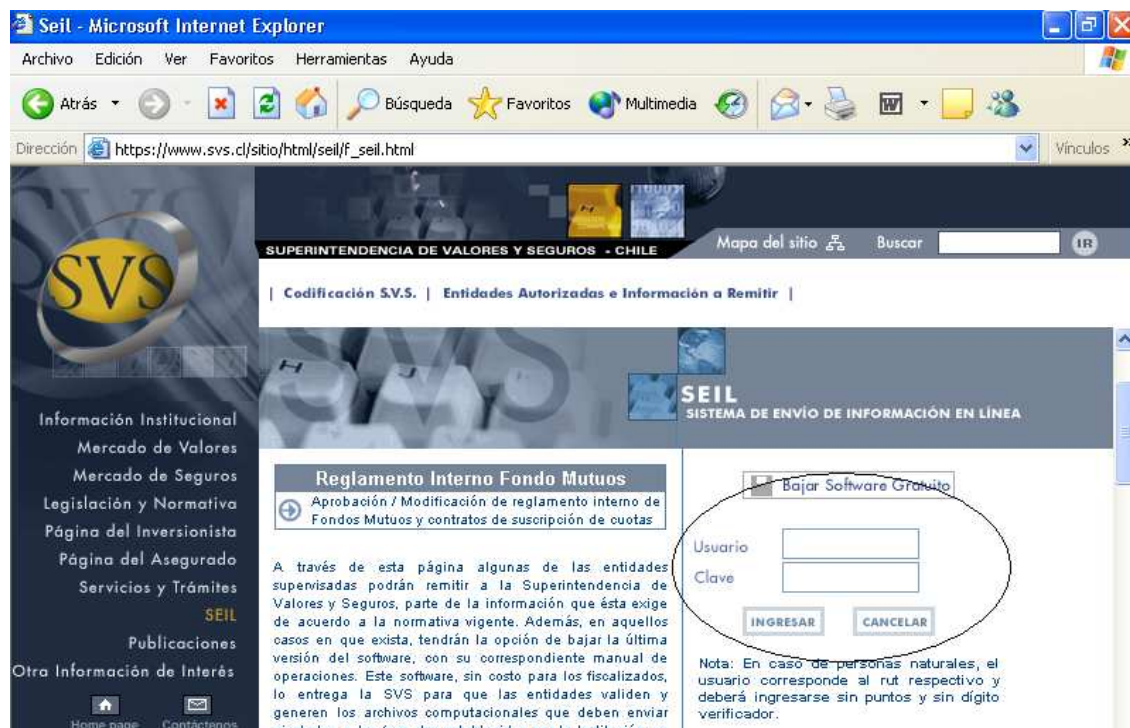 Seil - Microsoft Internet Explorer
Archivo Edición Ver Favoritos Herramientas Ayuda
Atrás Búsqueda Favoritos Multimedia
Dirección https://www.svs.cl/sitio/html/seil/f_seil.html Vínculos »
SVS
SUPERINTENDENCIA DE VALORES Y SEGUROS - CHILE
Mapa del sitio Buscar IR
| Codificación S.V.S. | Entidades Autorizadas e Información a Remitir |
SVS
SEIL
SISTEMA DE ENVÍO DE INFORMACIÓN EN LÍNEA
Información Institucional
Mercado de Valores
Mercado de Seguros
Legislación y Normativa
Página del Inversionista
Página del Asegurado
Servicios y Trámites
SEIL
Publicaciones
Otra Información de Interés
Home page Contáctenos
Reglamento Interno Fondo Mutuos
Aprobación / Modificación de reglamento interno de
Fondos Mutuos y contratos de suscripción de cuotas
A través de esta página algunas de las entidades
supervisadas podrán remitir a la Superintendencia de
Valores y Seguros, parte de la información que ésta exige
de acuerdo a la normativa vigente. Además, en aquellos
casos en que exista, tendrán la opción de bajar la última
versión del software, con su correspondiente manual de
operaciones. Este software, sin costo para los fiscalizados,
lo entrega la SVS para que las entidades validen y
generen los archivos computacionales que deben enviar
Bajar Software Gratuito
Usuario
Clave
INGRESAR CANCELAR
Nota: En caso de personas naturales, el
usuario corresponde al rut respectivo y
deberá ingresarse sin puntos y sin dígito
verificador.